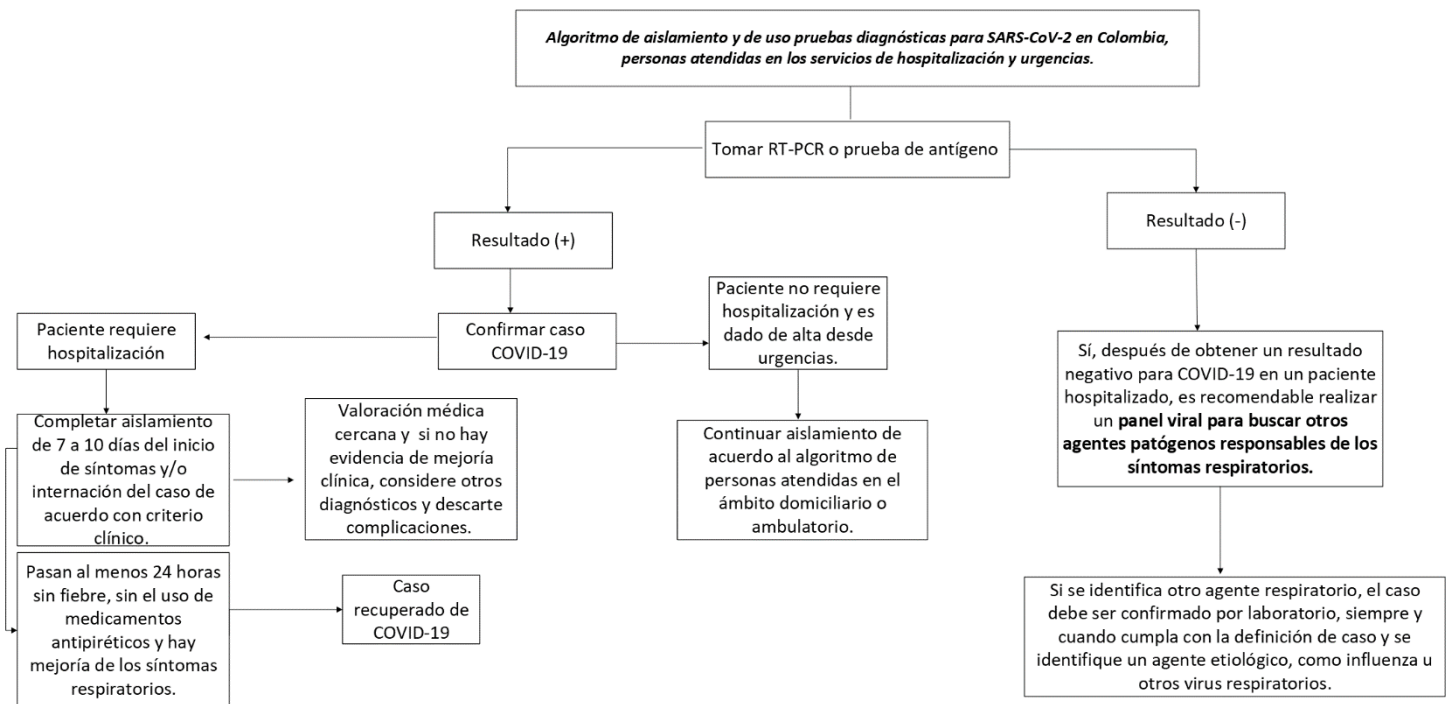 Algoritmo de aislamiento y de uso pruebas diagnósticas para SARS-CoV-2 en Colombia,
personas atendidas en los servicios de hospitalización y urgencias.
Tomar RT-PCR o prueba de antígeno
Resultado (+)
Resultado (-)
Paciente requiere
hospitalización
Confirmar caso
COVID-19
Paciente no requiere
hospitalización y es
dado de alta desde
urgencias.
Sí, después de obtener un resultado
negativo para COVID-19 en un paciente
hospitalizado, es recomendable realizar
un panel viral para buscar otros
agentes patógenos responsables de los
síntomas respiratorios.
Completar aislamiento
de 7 a 10 días del inicio
de síntomas y/o
internación del caso de
acuerdo con criterio
clínico.
Valoración médica
cercana y si no hay
evidencia de mejoría
clínica, considere otros
diagnósticos y descarte
complicaciones.
Continuar aislamiento de
acuerdo al algoritmo de
personas atendidas en el
ámbito domiciliario o
ambulatorio.
Pasan al menos 24 horas
sin fiebre, sin el uso de
medicamentos
antipiréticos y hay
mejoría de los síntomas
respiratorios.
Caso
recuperado de
COVID-19
Si se identifica otro agente respiratorio, el caso
debe ser confirmado por laboratorio, siempre y
cuando cumpla con la definición de caso y se
identifique un agente etiológico, como influenza u
otros virus respiratorios.